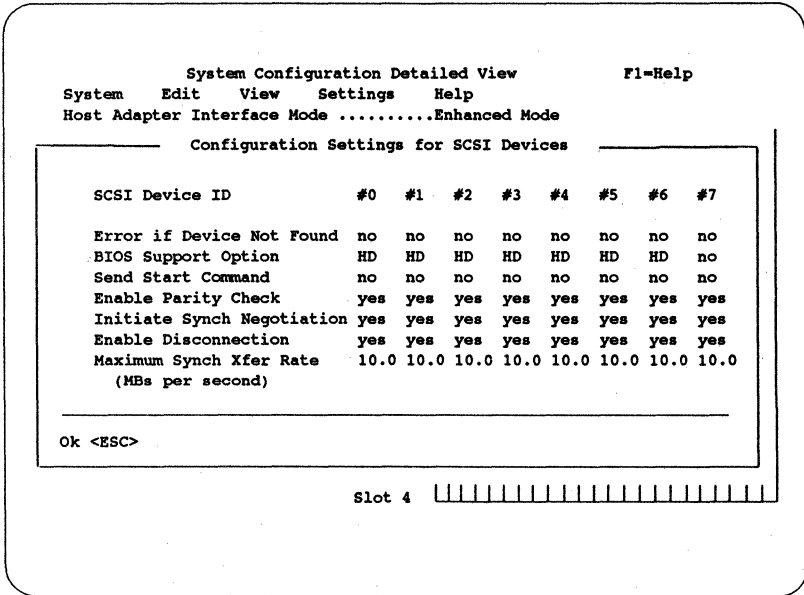 System Configuration Detailed View F1=Help
System Edit View Settings Help
Host Adapter Interface Mode ..........Enhanced Mode
Configuration Settings for SCSI Devices
SCSI Device ID #0 #1 #2 #3 #4 #5 #6 #7
Error if Device Not Found no no no no no no no no
BIOS Support Option HD HD HD HD HD HD HD no
Send Start Command no no no no no no no no
Enable Parity Check yes yes yes yes yes yes yes yes
Initiate Synch Negotiation yes yes yes yes yes yes yes yes
Enable Disconnection yes yes yes yes yes yes yes yes
Maximum Synch Xfer Rate 10.0 10.0 10.0 10.0 10.0 10.0 10.0 10.0
(MBs per second)
Ok <ESC>
Slot 4